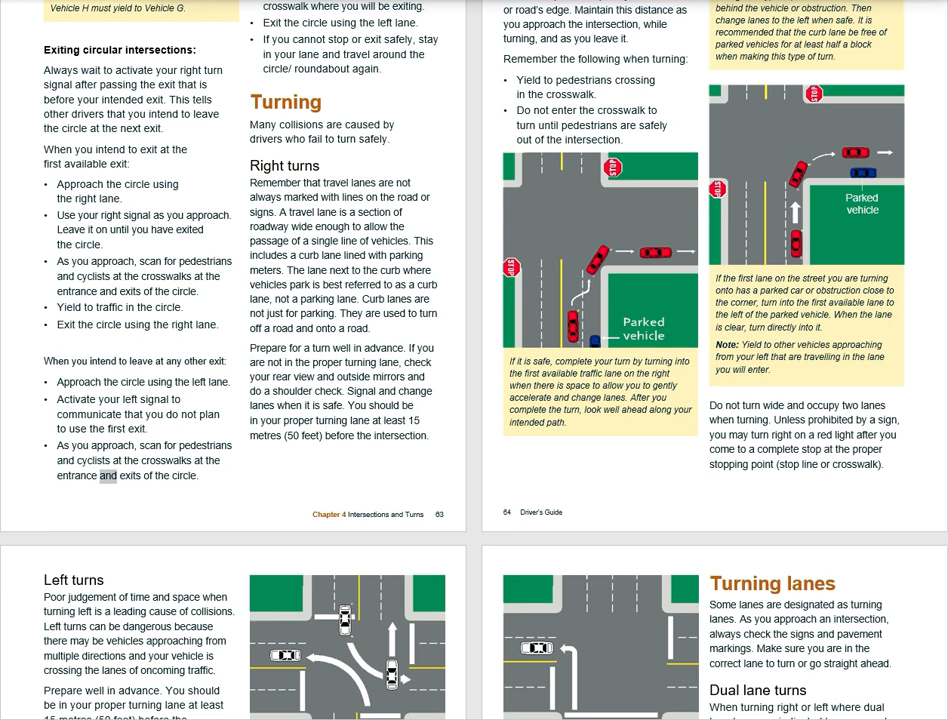 Vehicle H must yield to Vehicle G.
Exiting circular intersections:
Always wait to activate your right turn
signal after passing the exit that is
before your intended exit. This tells
other drivers that you intend to leave
the circle at the next exit.
When you intend to exit at the
first available exit:
• Approach the circle using
the right lane.
• Use your right signal as you approach.
Leave it on until you have exited
the circle.
• As you approach, scan for pedestrians
and cyclists at the crosswalks at the
entrance and exits of the circle.
• Yield to traffic in the circle.
• Exit the circle using the right lane.
When you intend to leave at any other exit:
• Approach the circle using the left lane.
• Activate your left signal to
communicate that you do not plan
to use the first exit.
• As you approach, scan for pedestrians
and cyclists at the crosswalks at the
entrance and exits of the circle.
crosswalk where you will be exiting.
• Exit the circle using the left lane.
• If you cannot stop or exit safely, stay
in your lane and travel around the
circle/ roundabout again.
Turning
Many collisions are caused by
drivers who fail to turn safely.
Right turns
Remember that travel lanes are not
always marked with lines on the road or
signs. A travel lane is a section of
roadway wide enough to allow the
passage of a single line of vehicles. This
includes a curb lane lined with parking
meters. The lane next to the curb where
vehicles park is best referred to as a curb
lane, not a parking lane. Curb lanes are
not just for parking. They are used to turn
off a road and onto a road.
Prepare for a turn well in advance. If you
are not in the proper turning lane, check
your rear view and outside mirrors and
do a shoulder check. Signal and change
lanes when it is safe. You should be
in your proper turning lane at least 15
metres (50 feet) before the intersection.
Chapter 4 Intersections and Turns 63
or road's edge. Maintain this distance as
you approach the intersection, while
turning, and as you leave it.
Remember the following when turning:
• Yield to pedestrians crossing
in the crosswalk.
• Do not enter the crosswalk to
turn until pedestrians are safely
out of the intersection.
STOP
STOP
Parked
vehicle
If it is safe, complete your turn by turning into
the first available traffic lane on the right
when there is space to allow you to gently
accelerate and change lanes. After you
complete the turn, look well ahead along your
intended path.
behind the vehicle or obstruction. Then
change lanes to the left when safe. It is
recommended that the curb lane be free of
parked vehicles for at least half a block
when making this type of turn.
STOP
STOP
Parked
vehicle
If the first lane on the street you are turning
onto has a parked car or obstruction close to
the corner, turn into the first available lane to
the left of the parked vehicle. When the lane
is clear, turn directly into it.
Note: Yield to other vehicles approaching
from your left that are travelling in the lane
you will enter.
Do not turn wide and occupy two lanes
when turning. Unless prohibited by a sign,
you may turn right on a red light after you
come to a complete stop at the proper
stopping point (stop line or crosswalk).
64 Driver's Guide
Left turns
Poor judgement of time and space when
turning left is a leading cause of collisions.
Left turns can be dangerous because
there may be vehicles approaching from
multiple directions and your vehicle is
crossing the lanes of oncoming traffic.
Prepare well in advance. You should
be in your proper turning lane at least
15 metres (50 feet) before the
Turning lanes
Some lanes are designated as turning
lanes. As you approach an intersection,
always check the signs and pavement
markings. Make sure you are in the
correct lane to turn or go straight ahead.
Dual lane turns
When turning right or left where dual